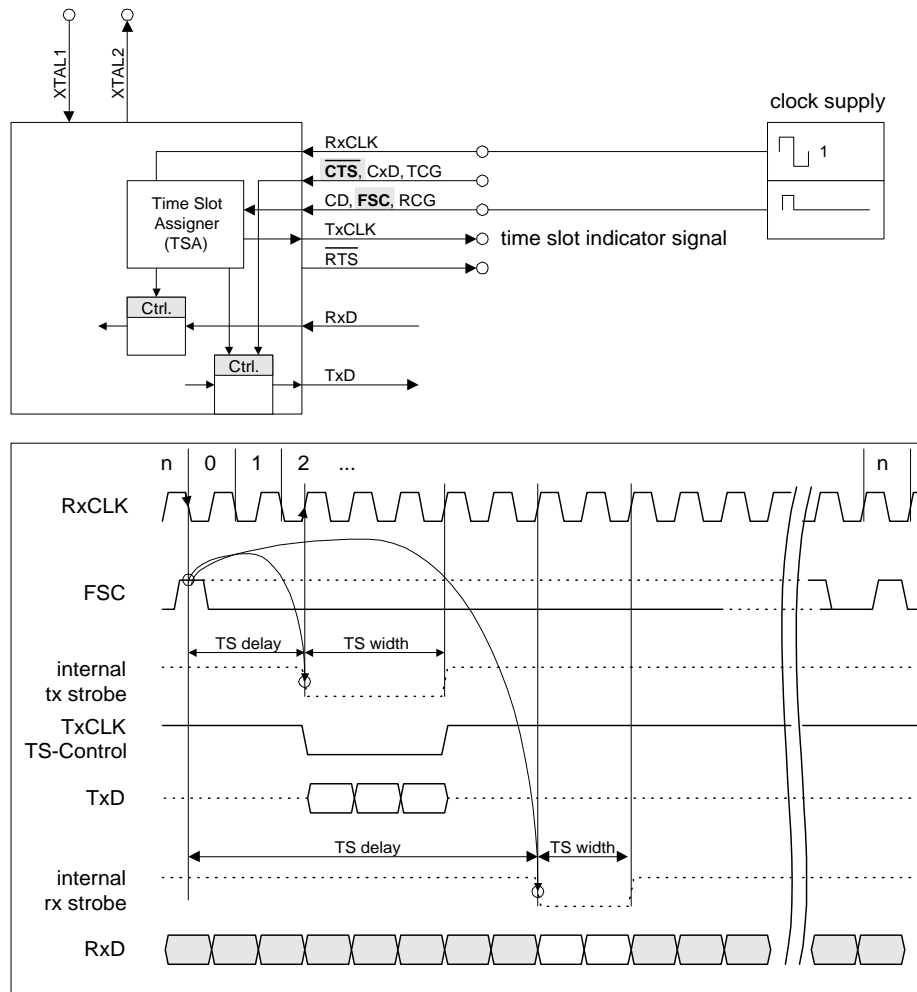 XTAL1
XTAL2
clock supply
RxCLK
1
CTS, CxD, TCG
CD, FSC, RCG
Time Slot
Assigner
(TSA)
TxCLK
time slot indicator signal
RTS
Ctrl.
RxD
Ctrl.
TxD
n 0 1 2 ... n
RxCLK
FSC
TS delay TS width
internal
tx strobe
TxCLK
TS-Control
TxD
TS delay TS width
internal
rx strobe
RxD